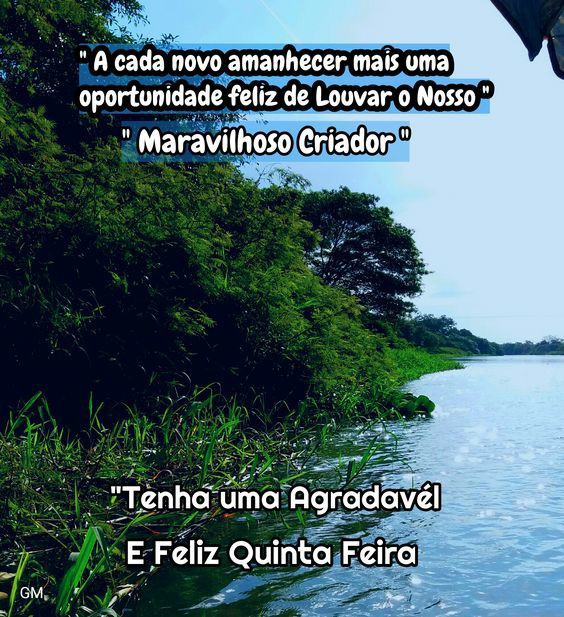 " A cada novo amanhecer mais uma
oportunidade feliz de Louvar o Nosso "
" Maravilhoso Criador "
"Tenha uma Agradavél
E Feliz Quinta Feira
GM